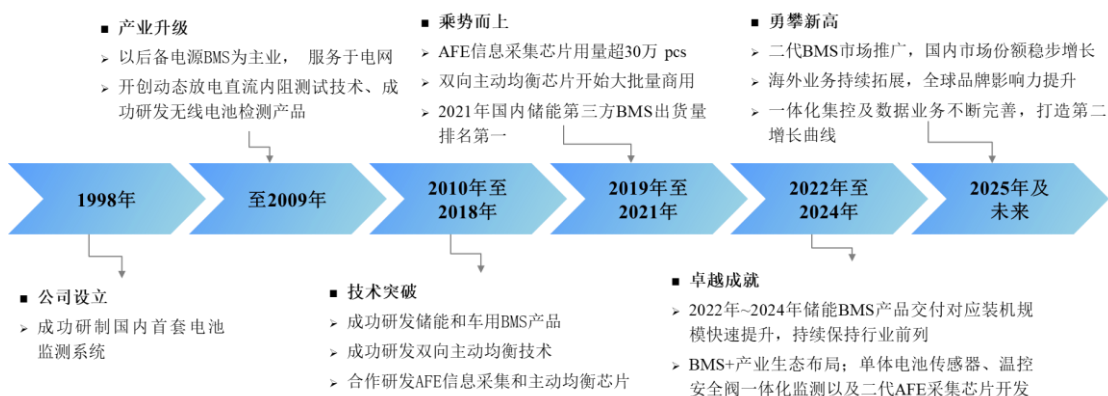 ■ 产业升级
➢ 以后备电源BMS为主业， 服务于电网
➢ 开创动态放电直流内阻测试技术、成
功研发无线电池检测产品
■ 乘势而上
➢ AFE信息采集芯片用量超30万 pcs
➢ 双向主动均衡芯片开始大批量商用
➢ 2021年国内储能第三方BMS出货量
排名第一
■ 勇攀新高
➢ 二代BMS市场推广，国内市场份额稳步增长
➢ 海外业务持续拓展，全球品牌影响力提升
➢ 一体化集控及数据业务不断完善，打造第二
增长曲线
1998年
至2009年
2010年至
2018年
2019年至
2021年
2022年至
2024年
2025年及
未来
■ 公司设立
➢ 成功研制国内首套电池
监测系统
■ 技术突破
➢ 成功研发储能和车用BMS产品
➢ 成功研发双向主动均衡技术
➢ 合作研发AFE信息采集和主动均衡芯片
■ 卓越成就
➢ 2022年~2024年储能BMS产品交付对应装机规
模快速提升，持续保持行业前列
➢ BMS+产业生态布局；单体电池传感器、温控
安全阀一体化监测以及二代AFE采集芯片开发